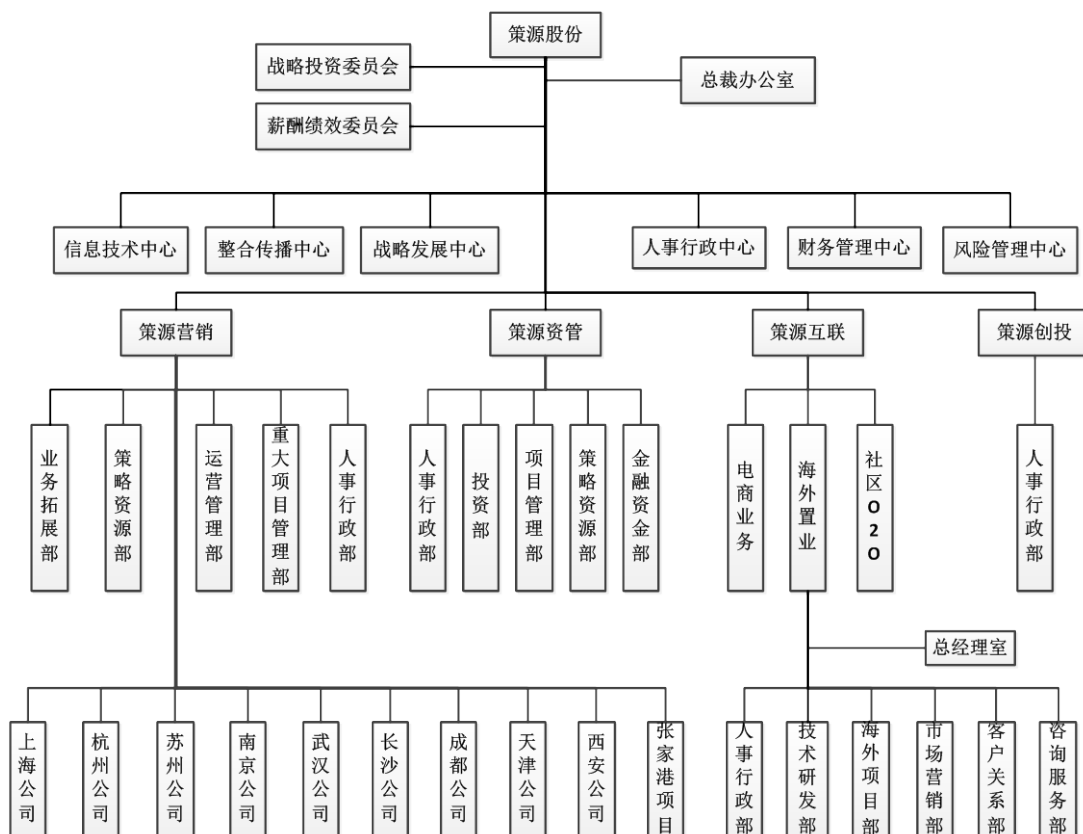 策源股份
战略投资委员会
总裁办公室
薪酬绩效委员会
信息技术中心
整合传播中心
战略发展中心
人事行政中心
财务管理中心
风险管理中心
策源营销
策源资管
策源互联
策源创投
业务拓展部
策略资源部
运营管理部
重大项目管理部
人事行政部
人事行政部
投资部
项目管理部
策略资源部
金融资金部
电商业务
海外置业
社区O2O
人事行政部
总经理室
上海公司
杭州公司
苏州公司
南京公司
武汉公司
长沙公司
成都公司
天津公司
西安公司
张家港项目
人事行政部
技术研发部
海外项目部
市场营销部
客户关系部
咨询服务部